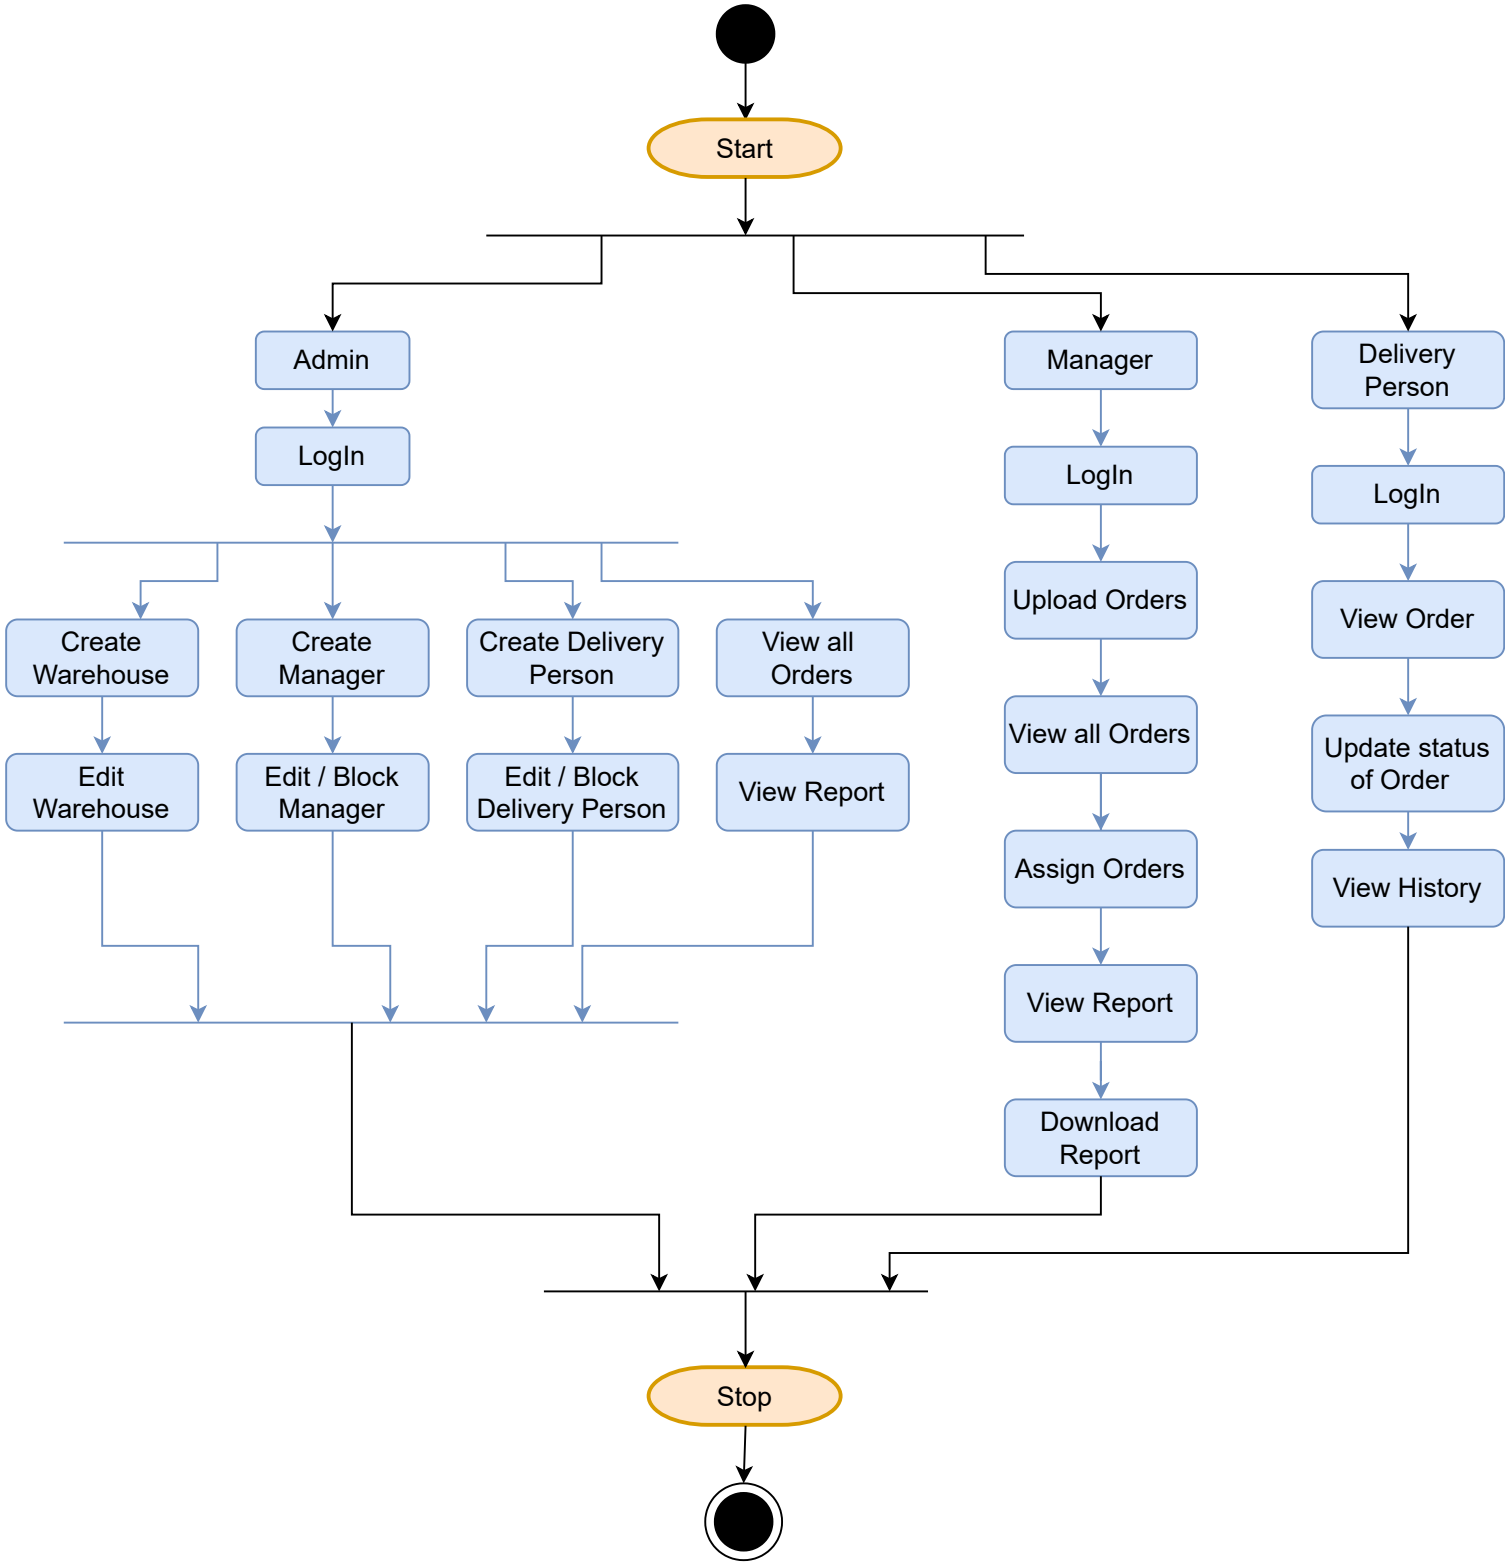 Start
Admin
LogIn
Create
Warehouse
Edit
Warehouse
Create
Manager
Edit / Block
Manager
Create Delivery
Person
Edit / Block
Delivery Person
View all
Orders
View Report
Manager
LogIn
Upload Orders
View all Orders
Assign Orders
View Report
Download
Report
Delivery
Person
LogIn
View Order
Update status
of Order
View History
Stop